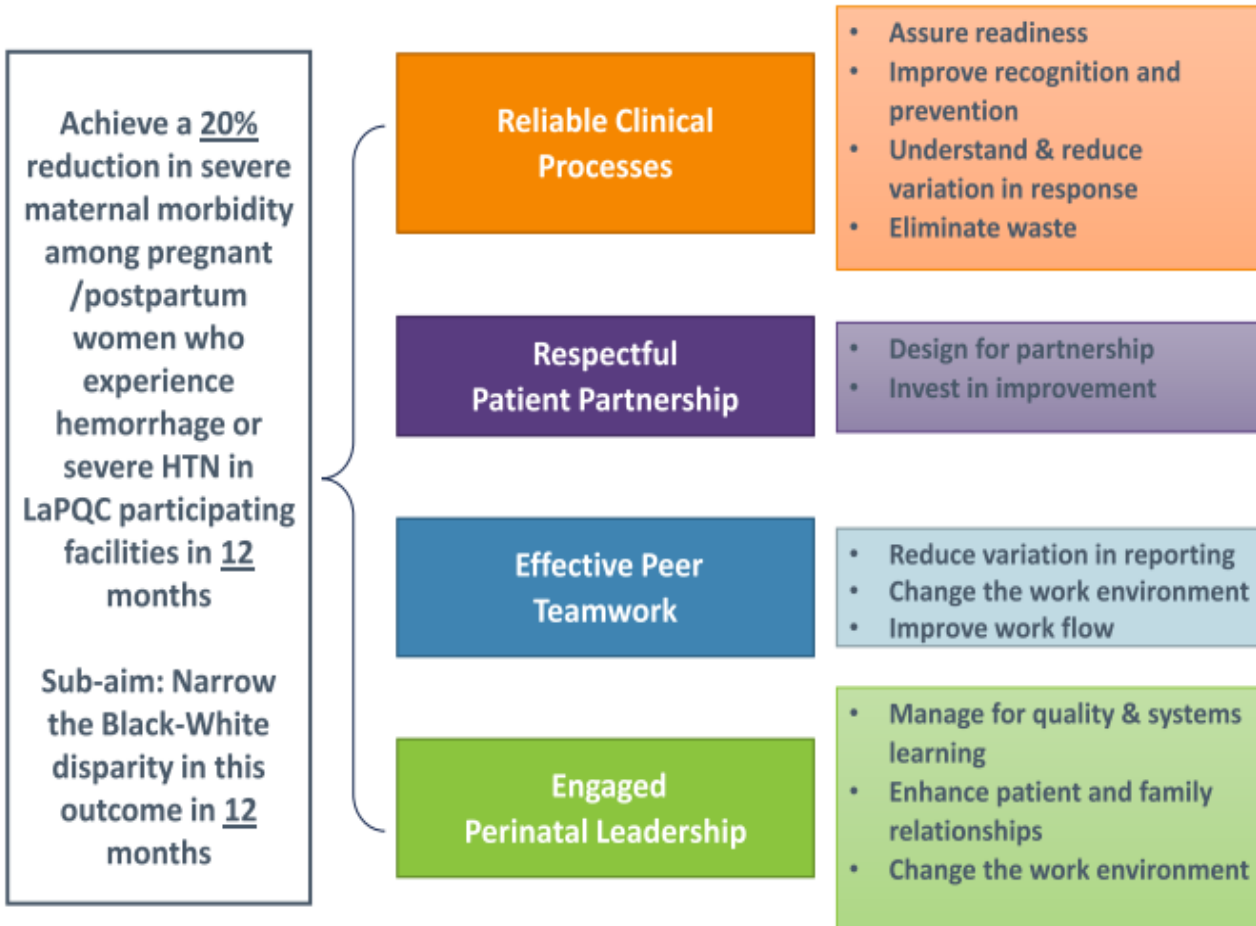 Achieve a 20%
reduction in severe
maternal morbidity
among pregnant
/postpartum
women who
experience
hemorrhage or
severe HTN in
LaPQC participating
facilities in 12
months
Sub-aim: Narrow
the Black-White
disparity in this
outcome in 12
months
Reliable Clinical
Processes
• Assure readiness
• Improve recognition and
prevention
• Understand & reduce
variation in response
• Eliminate waste
Respectful
Patient Partnership
• Design for partnership
• Invest in improvement
Effective Peer
Teamwork
• Reduce variation in reporting
• Change the work environment
• Improve work flow
Engaged
Perinatal Leadership
• Manage for quality & systems
learning
• Enhance patient and family
relationships
• Change the work environment